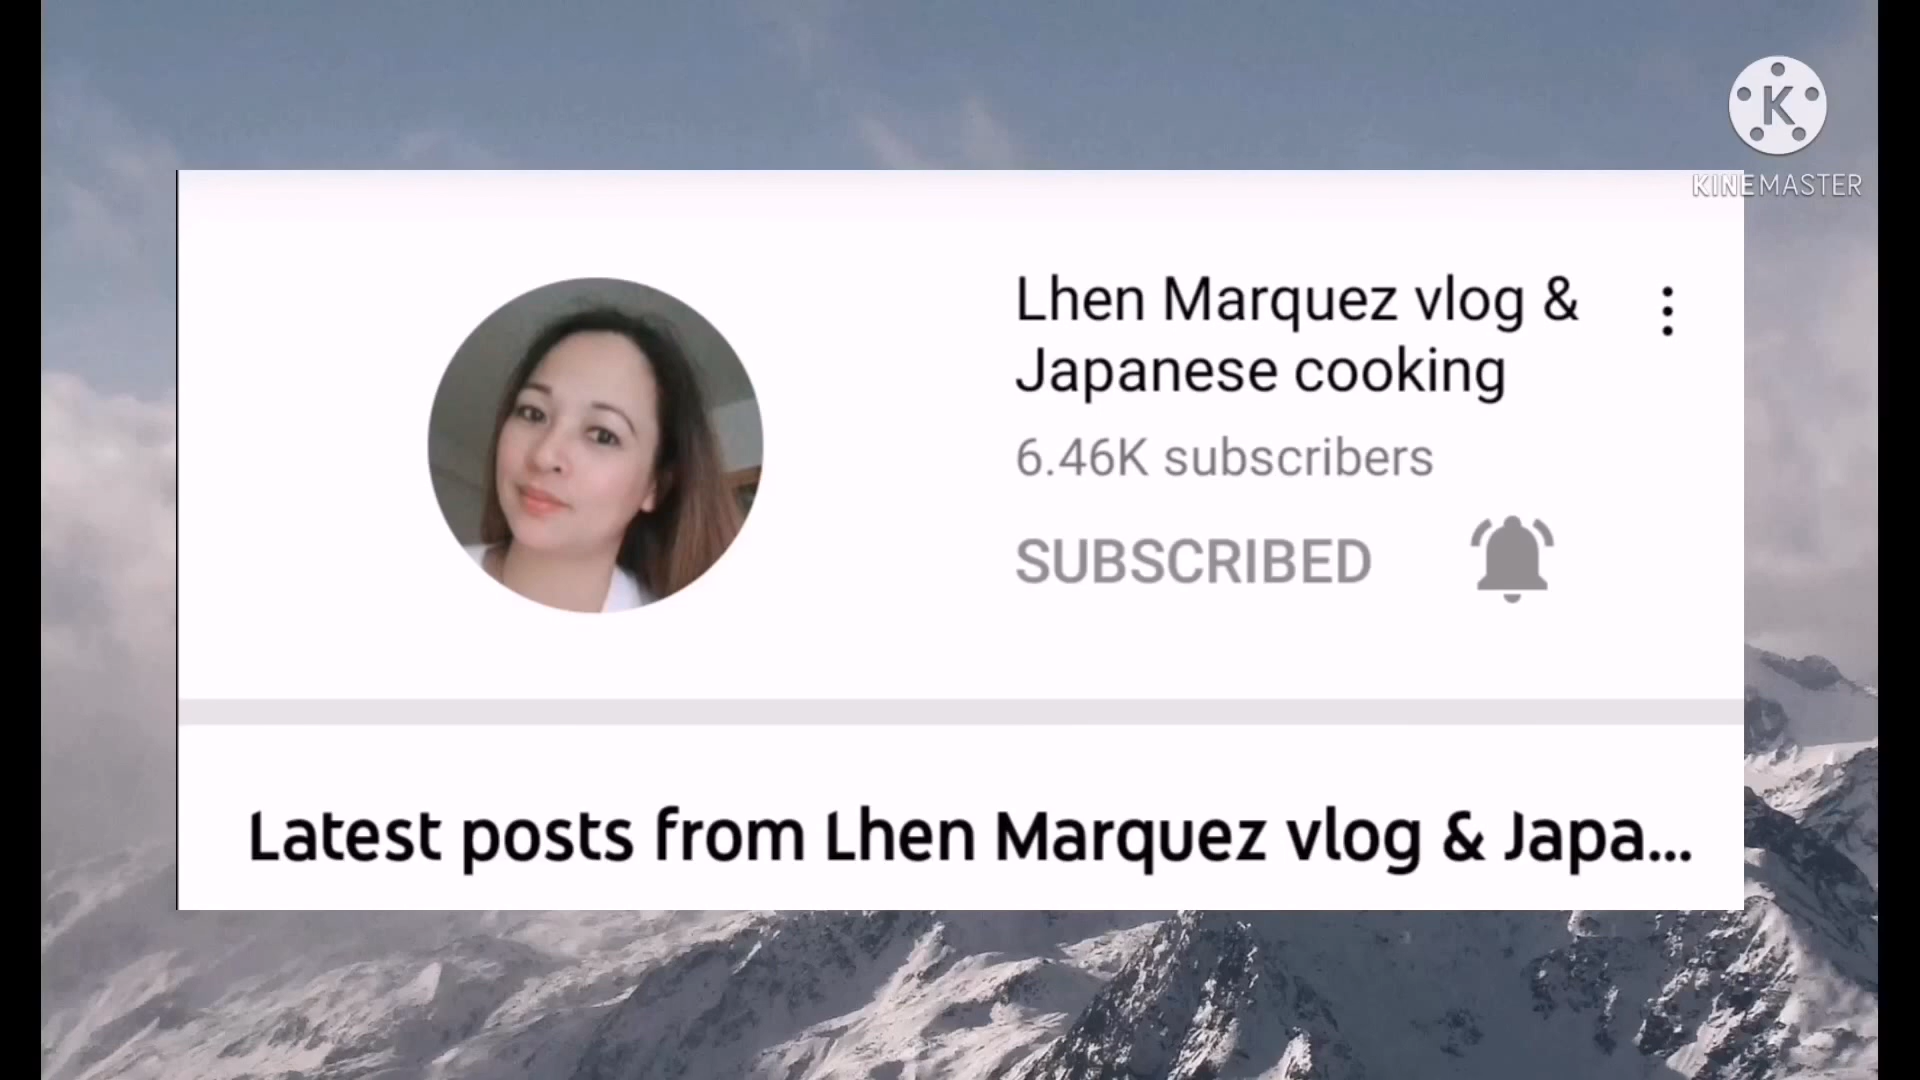 K
KINEMASTER
Lhen Marquez vlog &
Japanese cooking
6.46K subscribers
SUBSCRIBED
Latest posts from Lhen Marquez vlog & Japa...